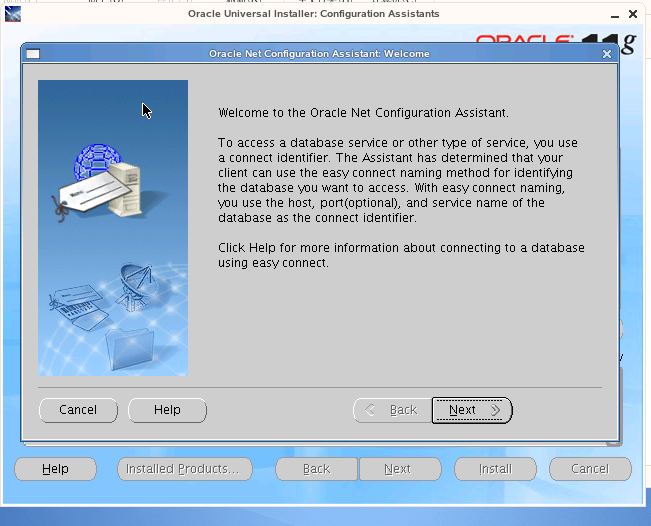 Oracle Universal Installer: Configuration Assistants
ORACLE 11g
Oracle Net Configuration Assistant: Welcome
Welcome to the Oracle Net Configuration Assistant.
To access a database service or other type of service, you use
a connect identifier. The Assistant has determined that your
client can use the easy connect naming method for identifying
the database you want to access. With easy connect naming,
you use the host, port(optional), and service name of the
database as the connect identifier.
Click Help for more information about connecting to a database
using easy connect.
Cancel Help Back Next
Help Installed Products... Back Next Install Cancel